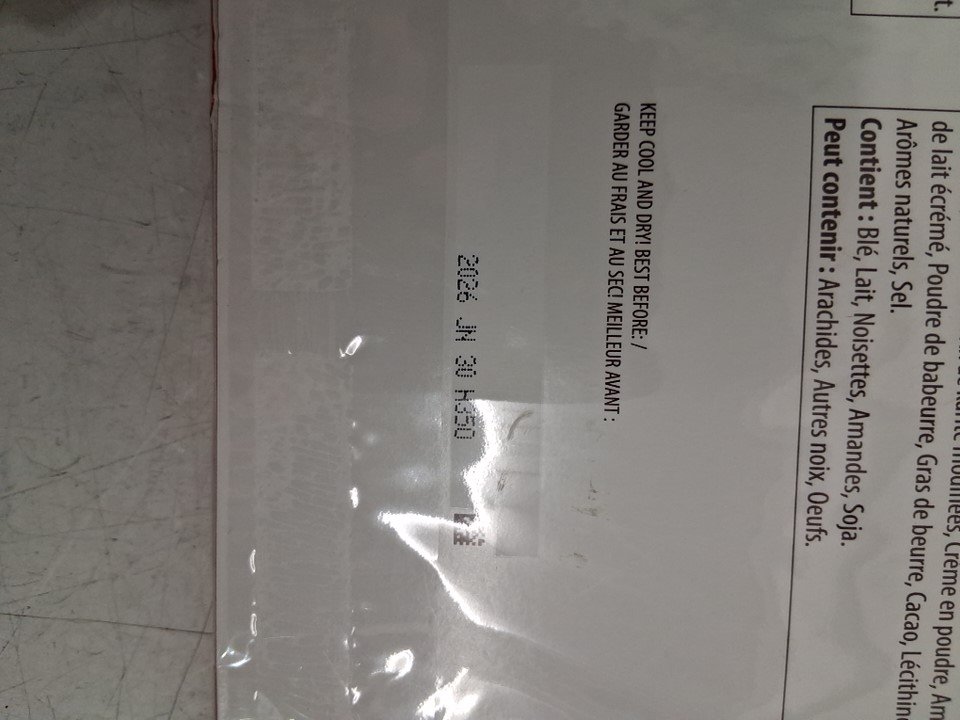 t.
de lait écrémé, Poudre de babeurre, Gras de beurre, Cacao, Lécithin
Arômes naturels, Sel.
Contient : Blé, Lait, Noisettes, Amandes, Soja.
Peut contenir : Arachides, Autres noix, Oeufs.
KEEP COOL AND DRY! BEST BEFORE: /
GARDER AU FRAIS ET AU SEC! MEILLEUR AVANT :
2026 JN 30 H350